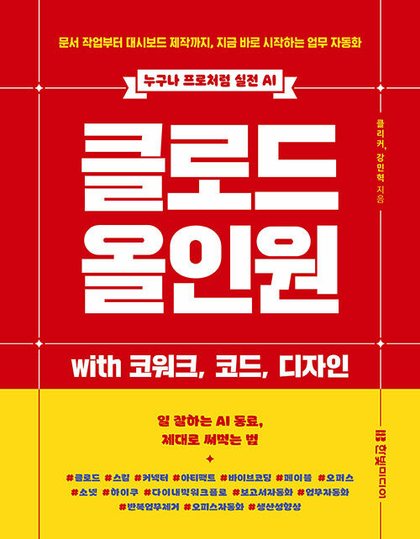 문서 작업부터 대시보드 제작까지, 지금 바로 시작하는 업무 자동화
누구나 프로처럼 실전 AI
클로드
올인원
클리커, 강민혁 지음
with 코워크, 코드, 디자인
일 잘하는 AI 동료,
제대로 써먹는 법
#클로드 #스킬 #커넥터 #아티팩트 #바이브코딩 #페이블 #오퍼스
#소넷 #하이쿠 #다이내믹워크플로 #보고서자동화 #업무자동화
#반복업무제거 #오피스자동화 #생산성향상
한빛미디어